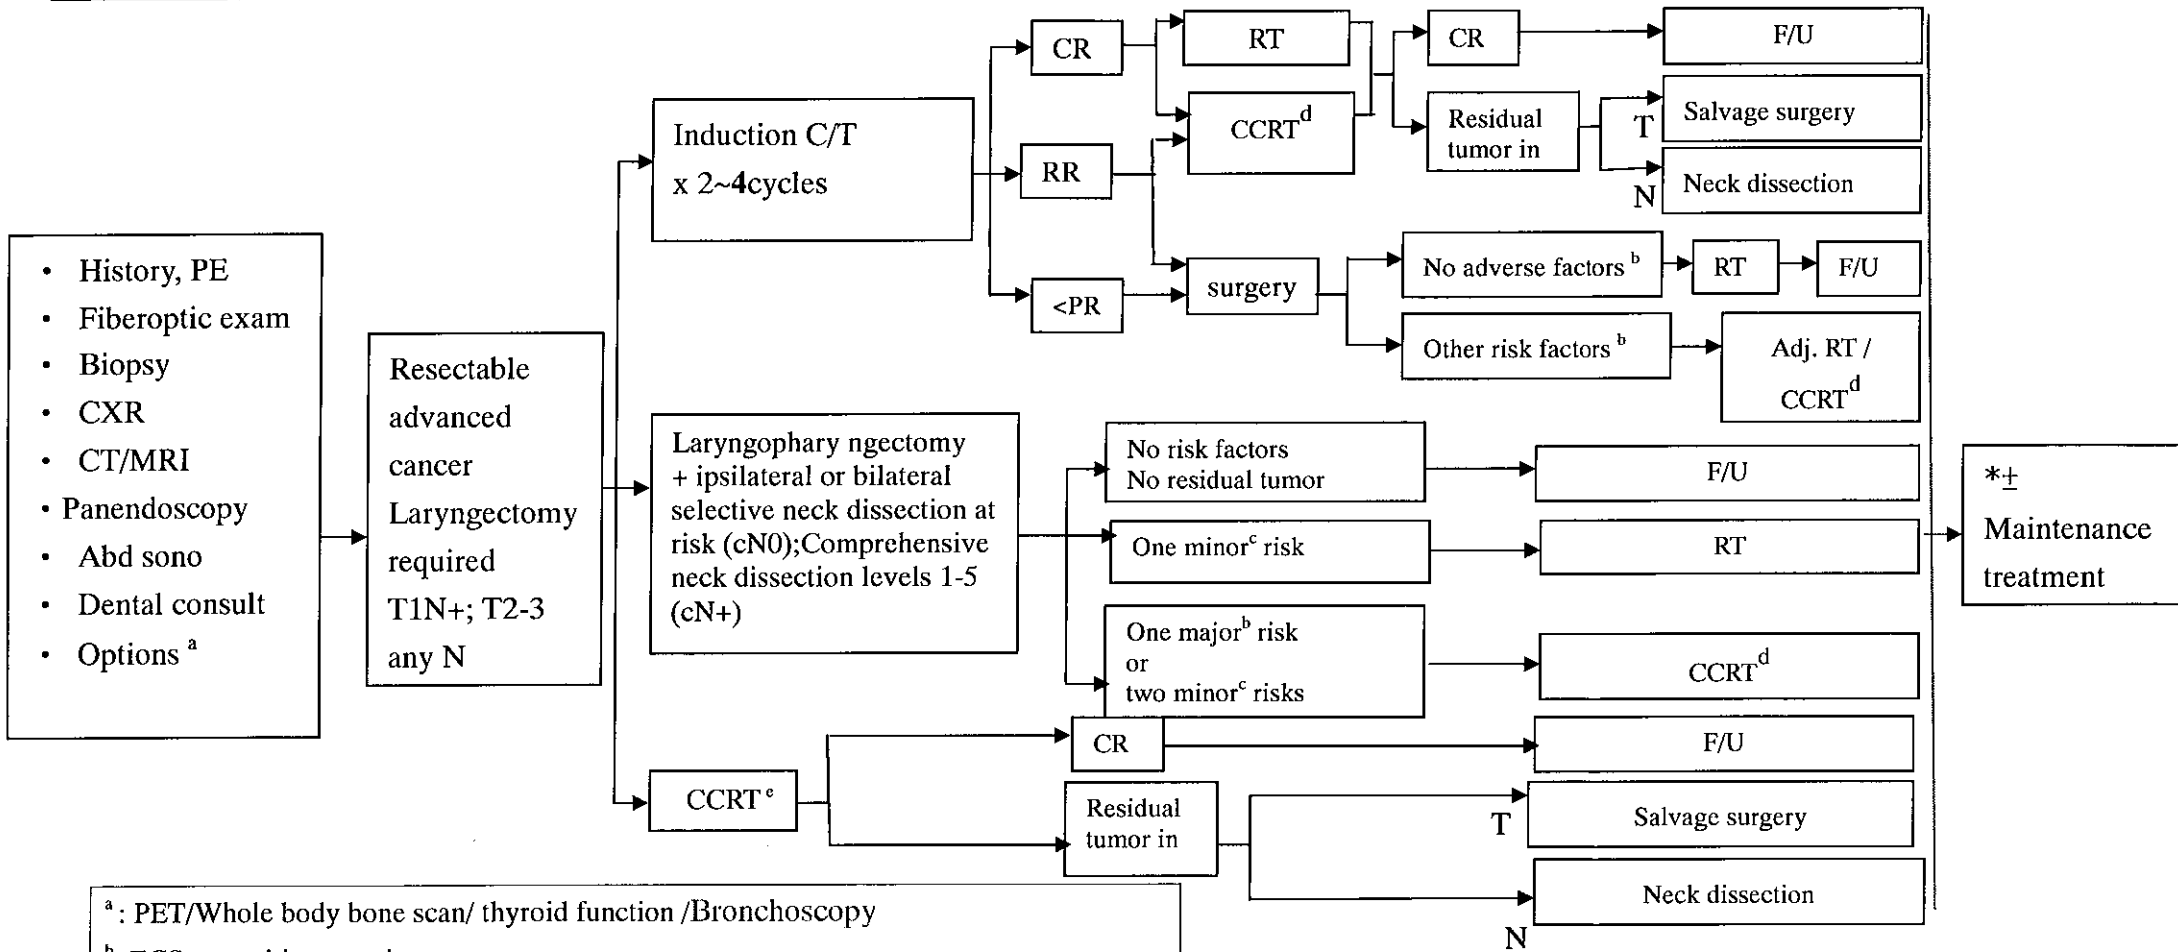 • History, PE
• Fiberoptic exam
• Biopsy
• CXR
• CT/MRI
• Panendoscopy
• Abd sono
• Dental consult
• Options a
Resectable
advanced
cancer
Laryngectomy
required
T1N+; T2-3
any N
Induction C/T
x 2~4cycles
CR
RR
<PR
RT
CCRT d
CR
F/U
Residual
tumor in
T
Salvage surgery
N
Neck dissection
surgery
No adverse factors b
RT
F/U
Other risk factors b
Adj. RT /
CCRT d
Laryngophary ngectomy
+ ipsilateral or bilateral
selective neck dissection at
risk (cN0);Comprehensive
neck dissection levels 1-5
(cN+)
No risk factors
No residual tumor
F/U
One minor c risk
RT
One major b risk
or
two minor c risks
CCRT d
CCRT e
CR
F/U
Residual
tumor in
T
Salvage surgery
N
Neck dissection
*±
Maintenance
treatment
a : PET/Whole body bone scan/ thyroid function /Bronchoscopy